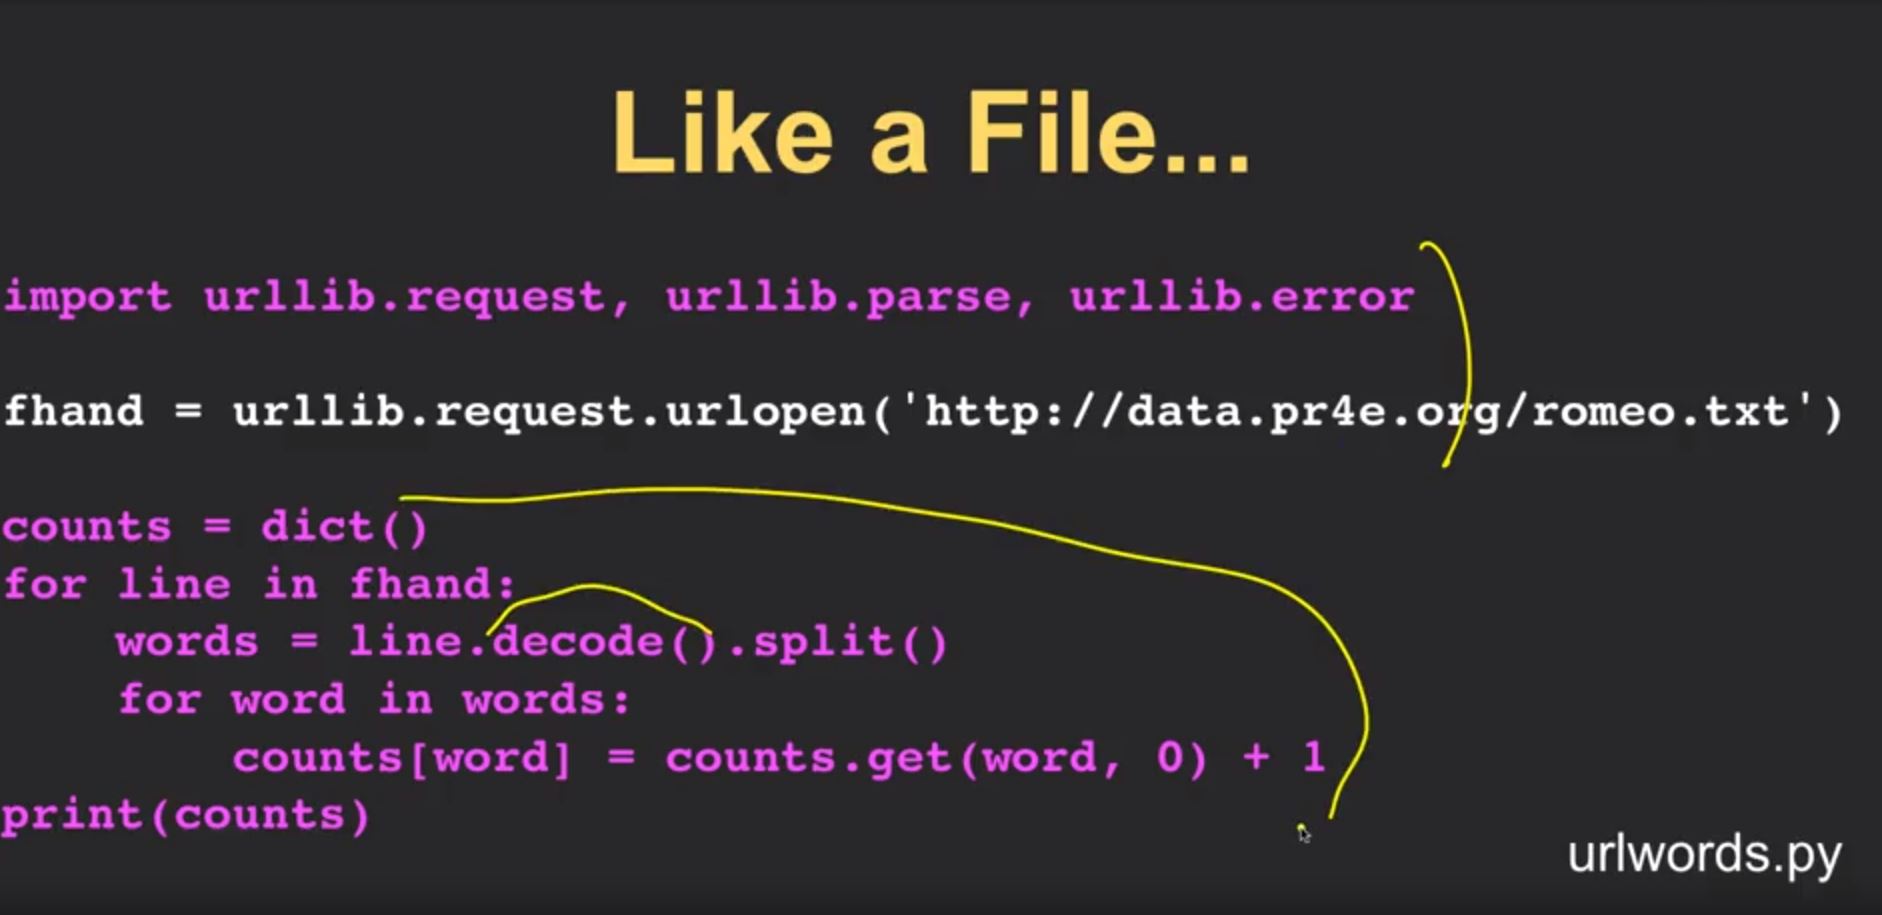 Like a File...
import urllib.request, urllib.parse, urllib.error
fhand = urllib.request.urlopen('http://data.pr4e.org/romeo.txt')
counts = dict()
for line in fhand:
    words = line.decode().split()
    for word in words:
        counts[word] = counts.get(word, 0) + 1
print(counts)
urlwords.py